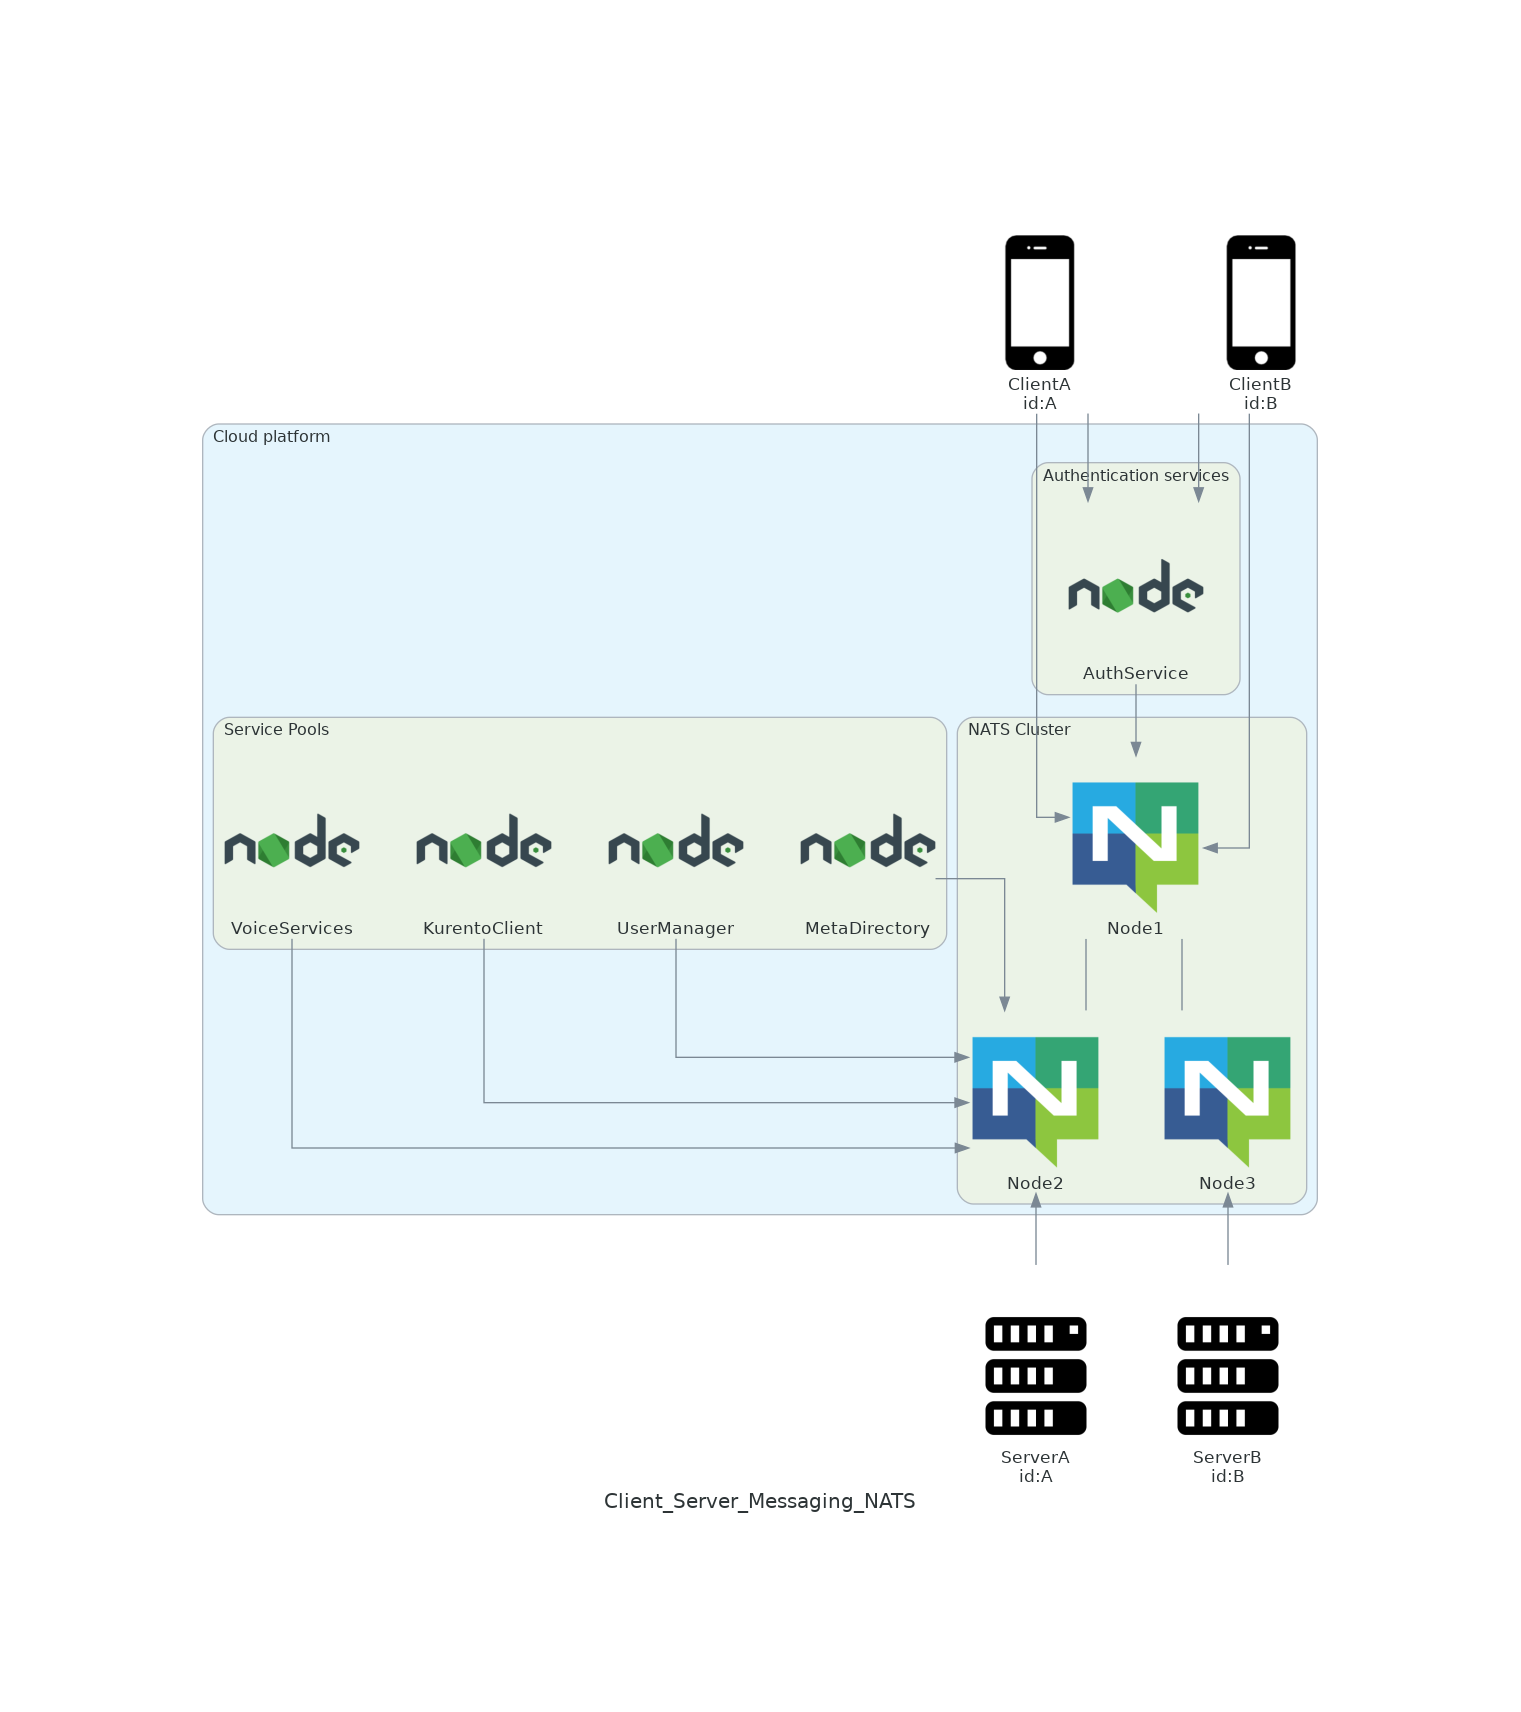 ClientA
id:A
ClientB
id:B
Cloud platform
Authentication services
node
AuthService
Service Pools
NATS Cluster
node
node
node
node
N
VoiceServices
KurentoClient
UserManager
MetaDirectory
Node1
N
N
Node2
Node3
ServerA
id:A
ServerB
id:B
Client_Server_Messaging_NATS